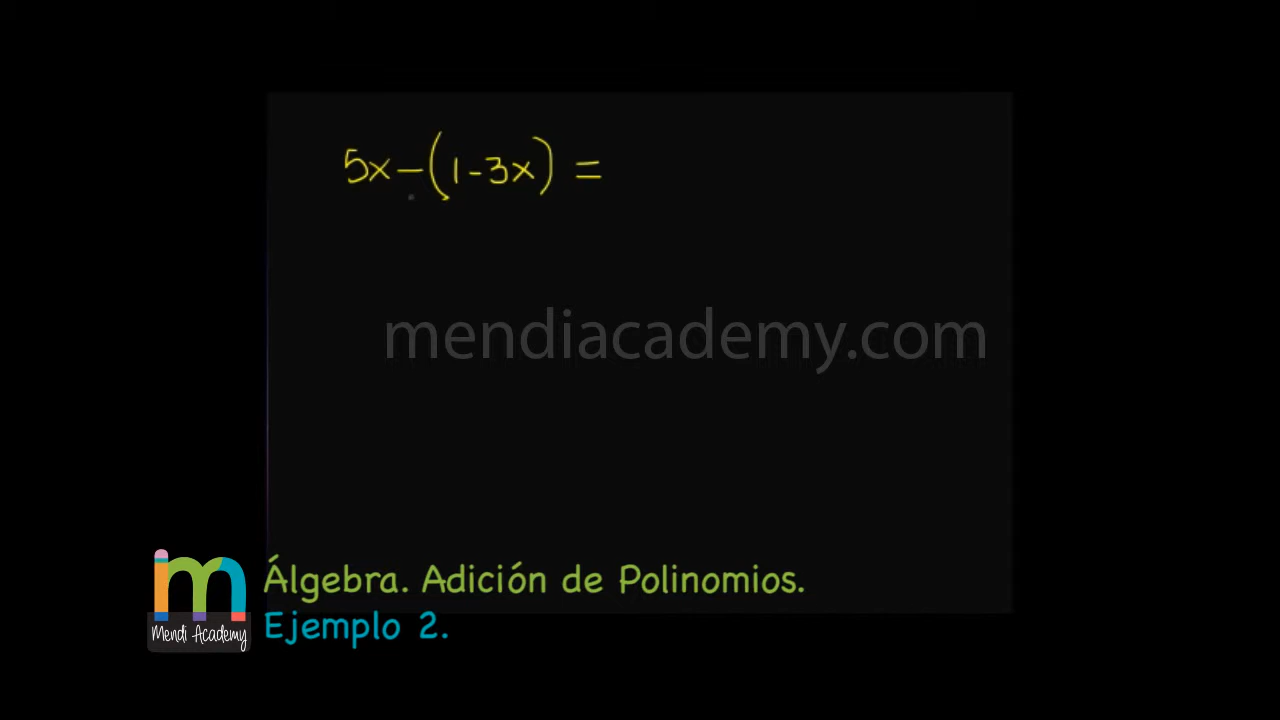 5x-(1-3x) =
mendiacademy.com
Álgebra. Adición de Polinomios.
Mendi Academy
Ejemplo 2.